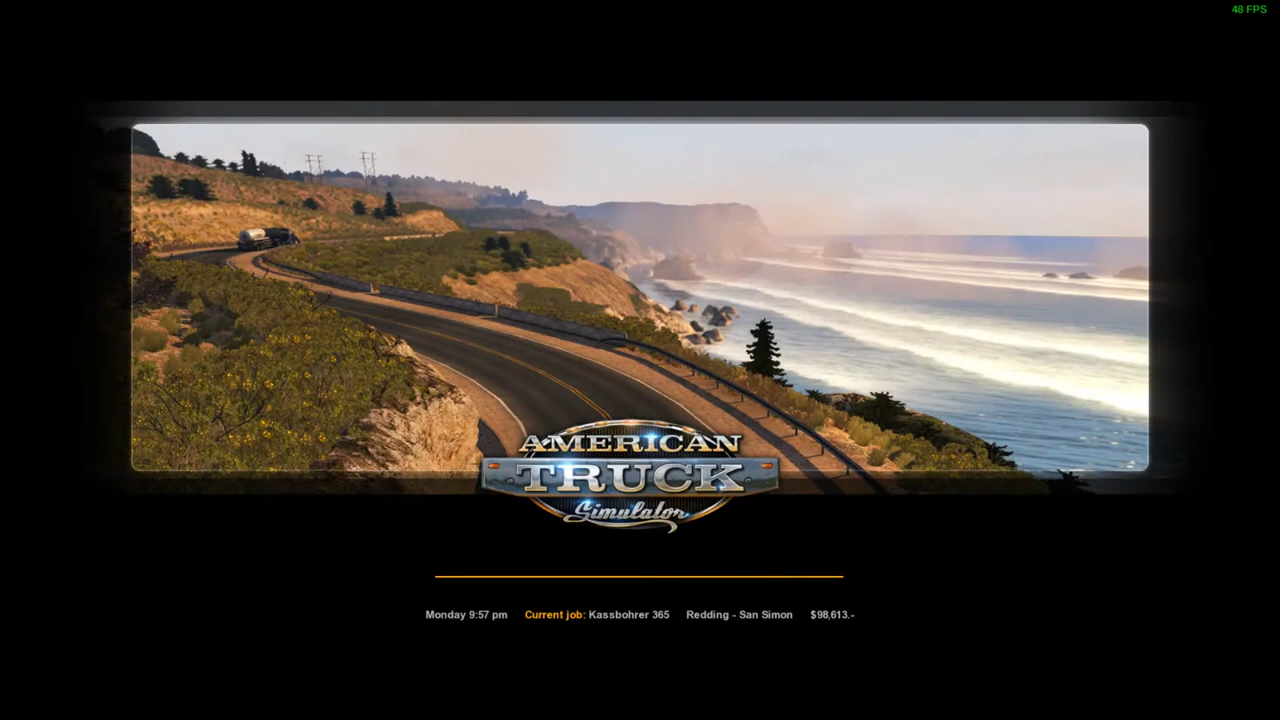 48 FPS
AMERICAN
TRUCK
Simulator
Monday 9:57 pm Current job: Kassbohrer 365 Redding - San Simon $98,613.-